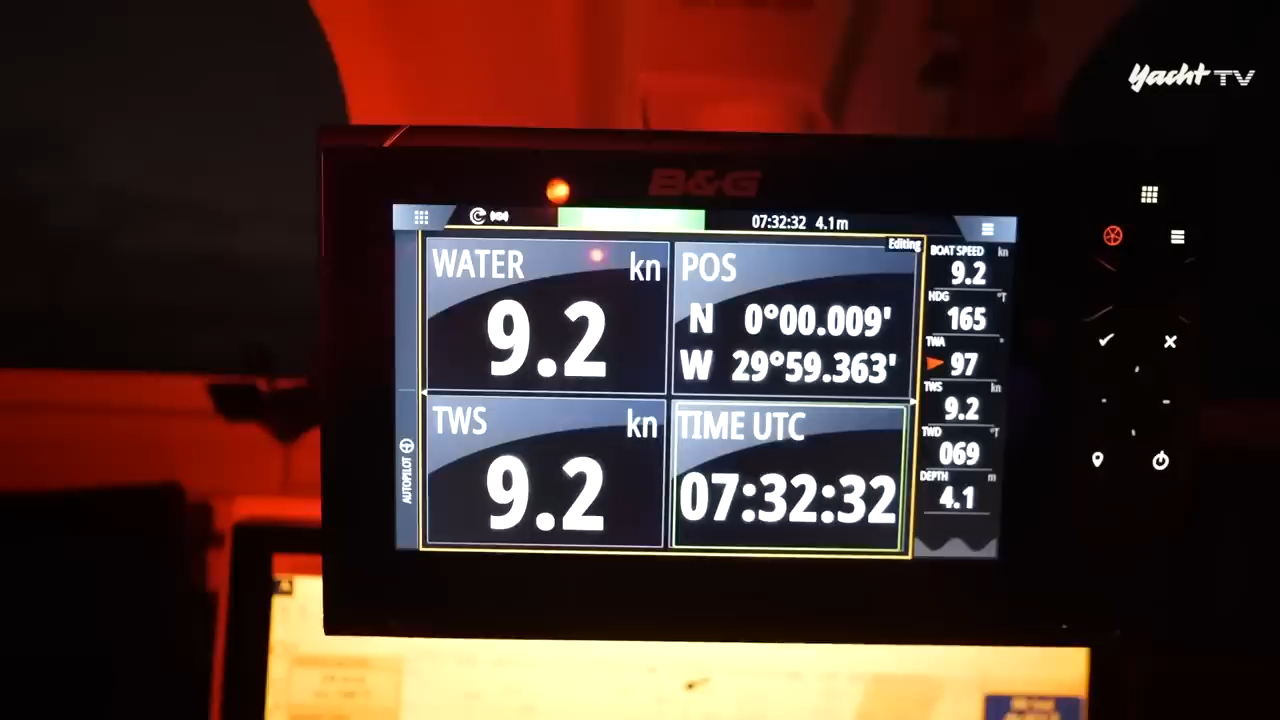 Yacht TV
B&G
07:32:32 4.1m
WATER kn
9.2
POS
Editing
N 0°00.009'
W 29°59.363'
TWS kn
9.2
TIME UTC
07:32:32
AUTOPILOT
BOAT SPEED kn
9.2
HDG °T
165
TWA °
97
TWS kn
9.2
TWD °T
069
DEPTH m
4.1